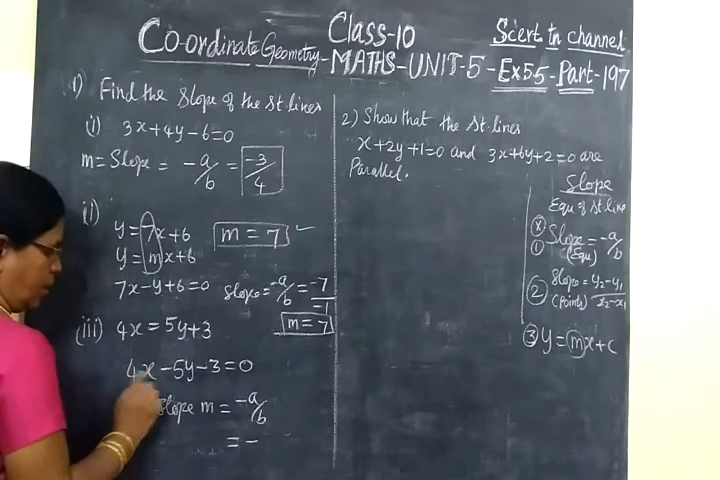 Class-10
Scert tn channel
Co-ordinate Geometry-MATHS-UNIT-5-Ex5.5-Part-197
1) Find the slope of the st lines
(i) 3x+4y-6=0
m = Slope = -a/b = -3/4
(ii)
y = 7x+6
m = 7
y = mx+6
7x-y+6=0 slope = -a/b = -7/-1
m = 7
(iii) 4x = 5y+3
4x-5y-3=0
slope m = -a/b
= -
2) Show that the st. lines
x+2y+1=0 and 3x+6y+2=0 are
Parallel.
Slope
Equ of st. line
① Slope = -a/b
(Equ)
② Slope = y2-y1/x2-x1
(points)
③ y = mx+c